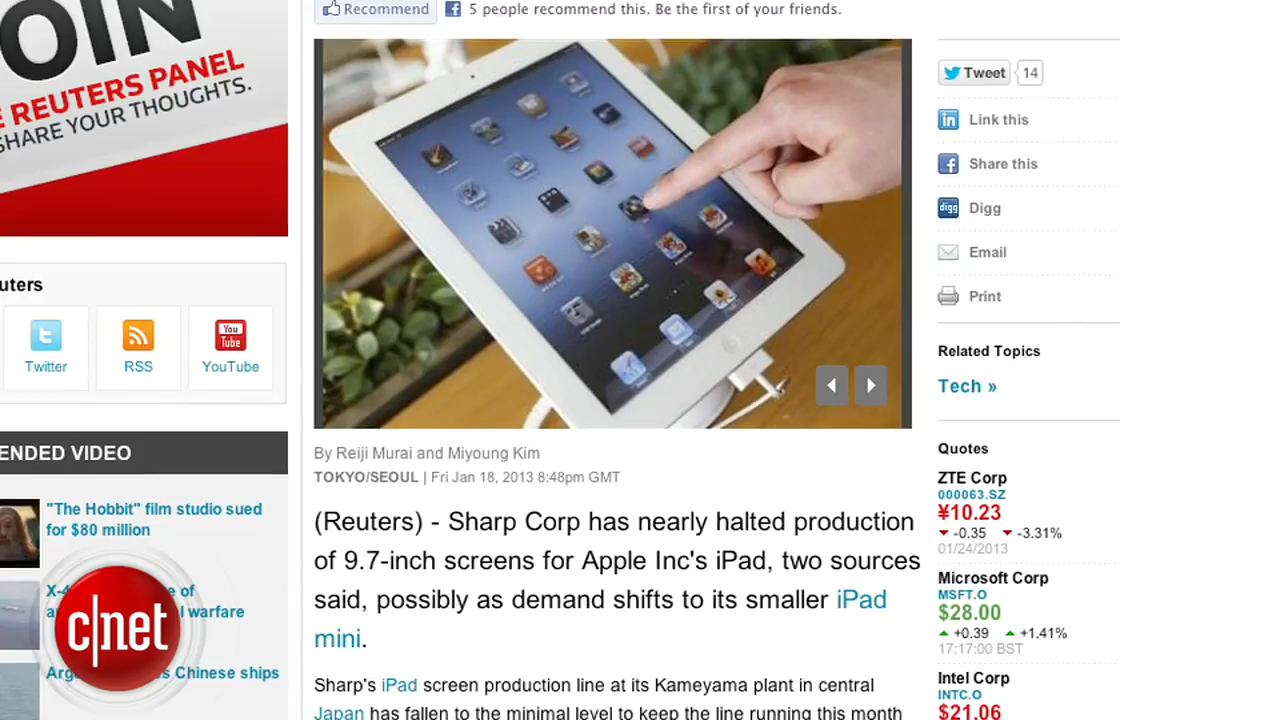 OIN
E REUTERS PANEL
SHARE YOUR THOUGHTS.
uters
Twitter
RSS
You
Tube
YouTube
ENDED VIDEO
"The Hobbit" film studio sued
for $80 million
X-4 e of
a l warfare
c|net
Arg s Chinese ships
Recommend
5 people recommend this. Be the first of your friends.
By Reiji Murai and Miyoung Kim
TOKYO/SEOUL | Fri Jan 18, 2013 8:48pm GMT
(Reuters) - Sharp Corp has nearly halted production
of 9.7-inch screens for Apple Inc's iPad, two sources
said, possibly as demand shifts to its smaller iPad
mini.
Sharp's iPad screen production line at its Kameyama plant in central
Japan has fallen to the minimal level to keep the line running this month
Tweet 14
Link this
Share this
digg Digg
Email
Print
Related Topics
Tech »
Quotes
ZTE Corp
000063.SZ
¥10.23
-0.35 -3.31%
01/24/2013
Microsoft Corp
MSFT.O
$28.00
+0.39 +1.41%
17:17:00 BST
Intel Corp
INTC.O
$21.06